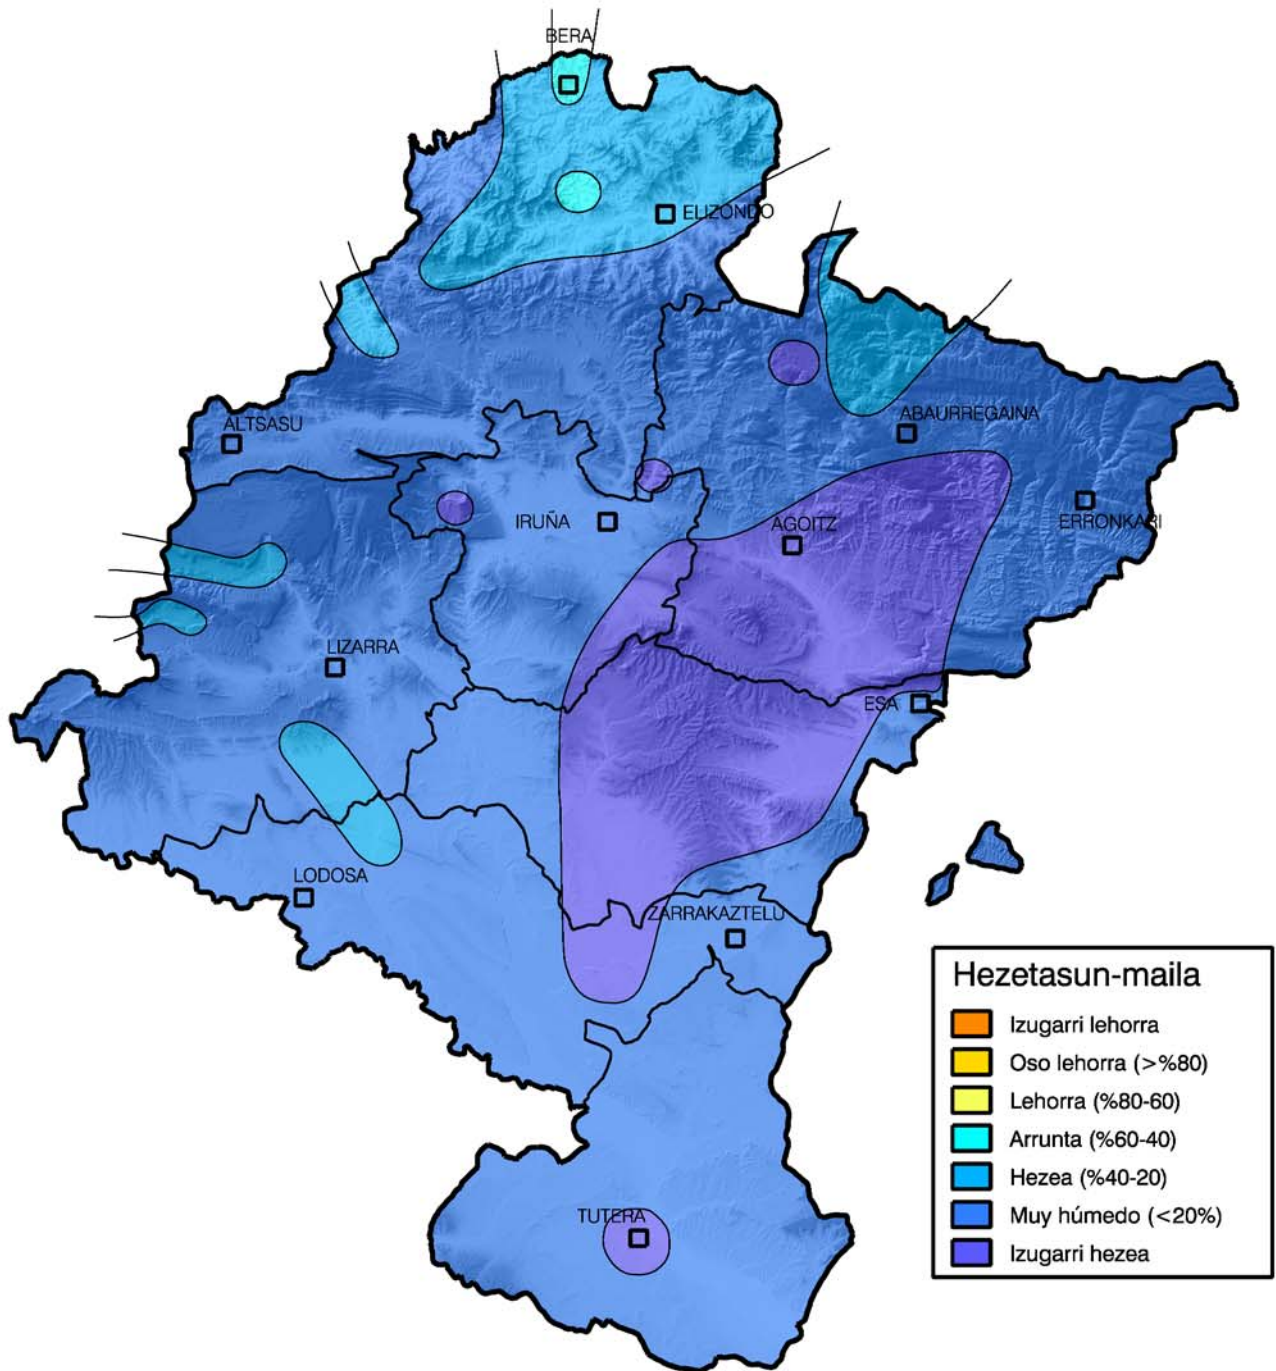 BERA
ELIZONDO
ALTSASU
ABAURREGAINA
IRUÑA
AGOITZ
ERRONKARI
LIZARRA
ESA
LODOSA
ZARRAKAZTELU
TUTERA
Hezetasun-maila
Izugarri lehorra
Oso lehorra (>%80)
Lehorra (%80-60)
Arrunta (%60-40)
Hezea (%40-20)
Muy húmedo (<20%)
Izugarri hezea